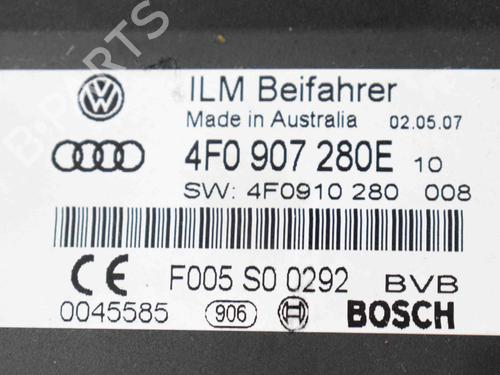 B-PARTS
ILM Beifahrer
Made in Australia 02.05.07
4F0 907 280E 10
SW: 4F0910 280 008
F005 S0 0292 BVB
0045585 906 BOSCH